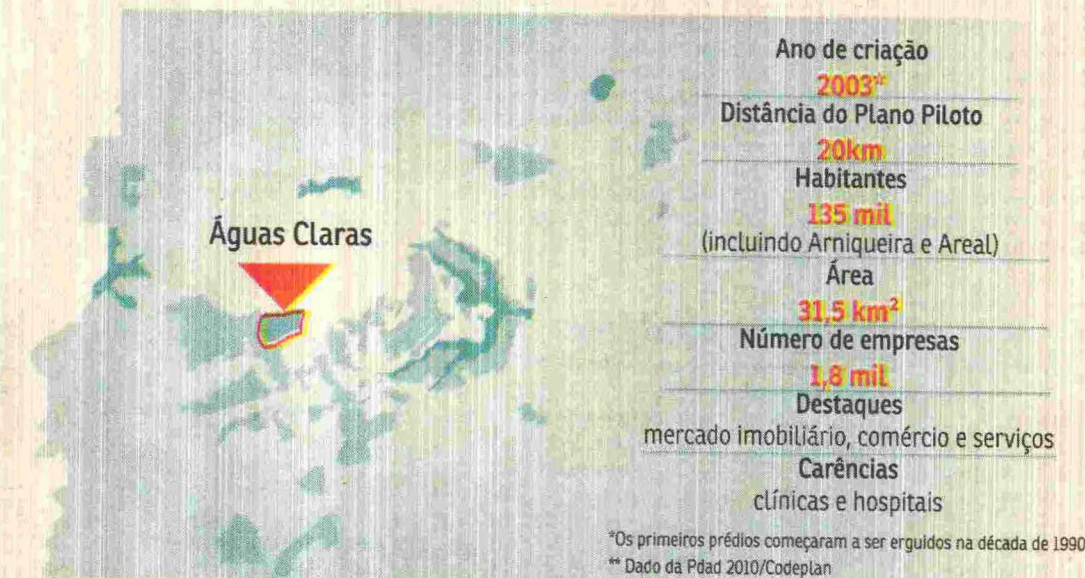 Águas Claras
Ano de criação
2003*
Distância do Plano Piloto
20km
Habitantes
135 mil
(incluindo Arniqueira e Areal)
Área
31,5 km²
Número de empresas
1,8 mil
Destaques
mercado imobiliário, comércio e serviços
Carências
clínicas e hospitais
*Os primeiros prédios começaram a ser erguidos na década de 1990
** Dado da Pdad 2010/Codeplan